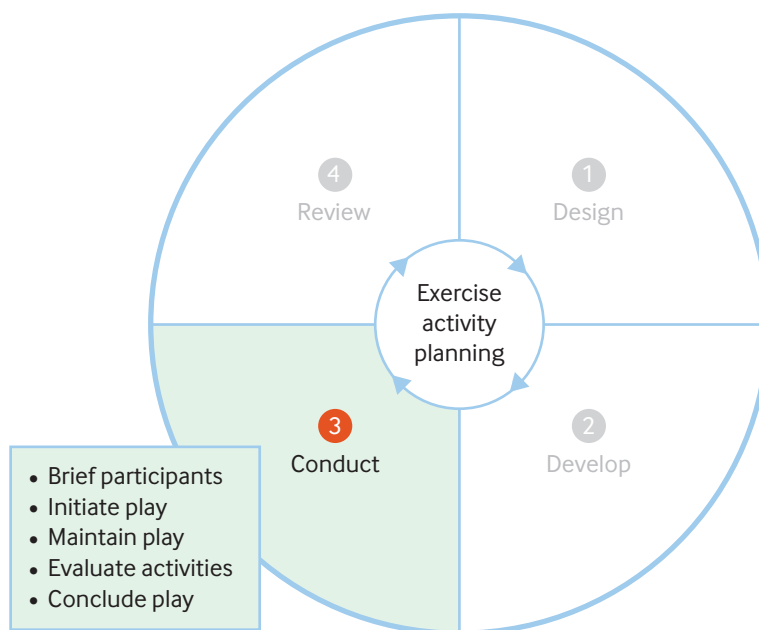 4
Review
1
Design
Exercise
activity
planning
3
Conduct
2
Develop
• Brief participants
• Initiate play
• Maintain play
• Evaluate activities
• Conclude play